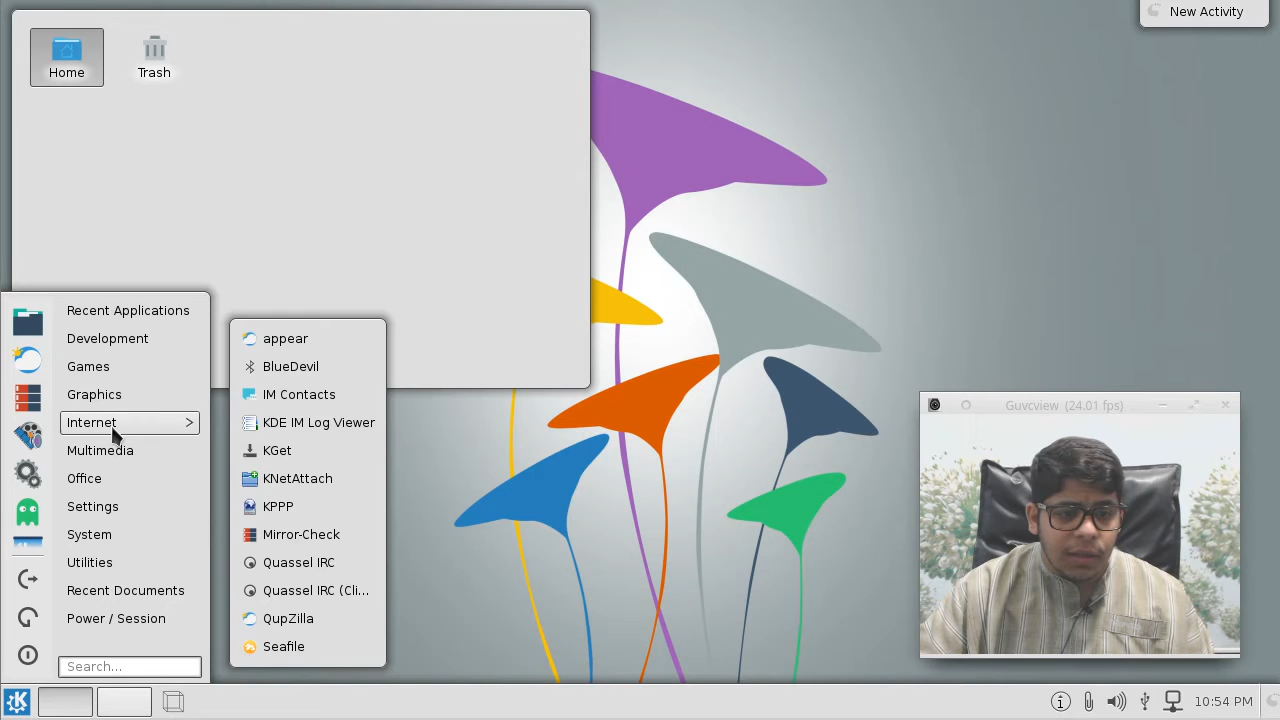 New Activity
Home
Trash
Recent Applications
Development
Games
Graphics
Internet
Multimedia
Office
Settings
System
Utilities
Recent Documents
Power / Session
Search...
appear
BlueDevil
IM Contacts
KDE IM Log Viewer
KGet
KNetAttach
KPPP
Mirror-Check
Quassel IRC
Quassel IRC (Cli...
QupZilla
Seafile
Guvcview (24.01 fps)
10:54 PM